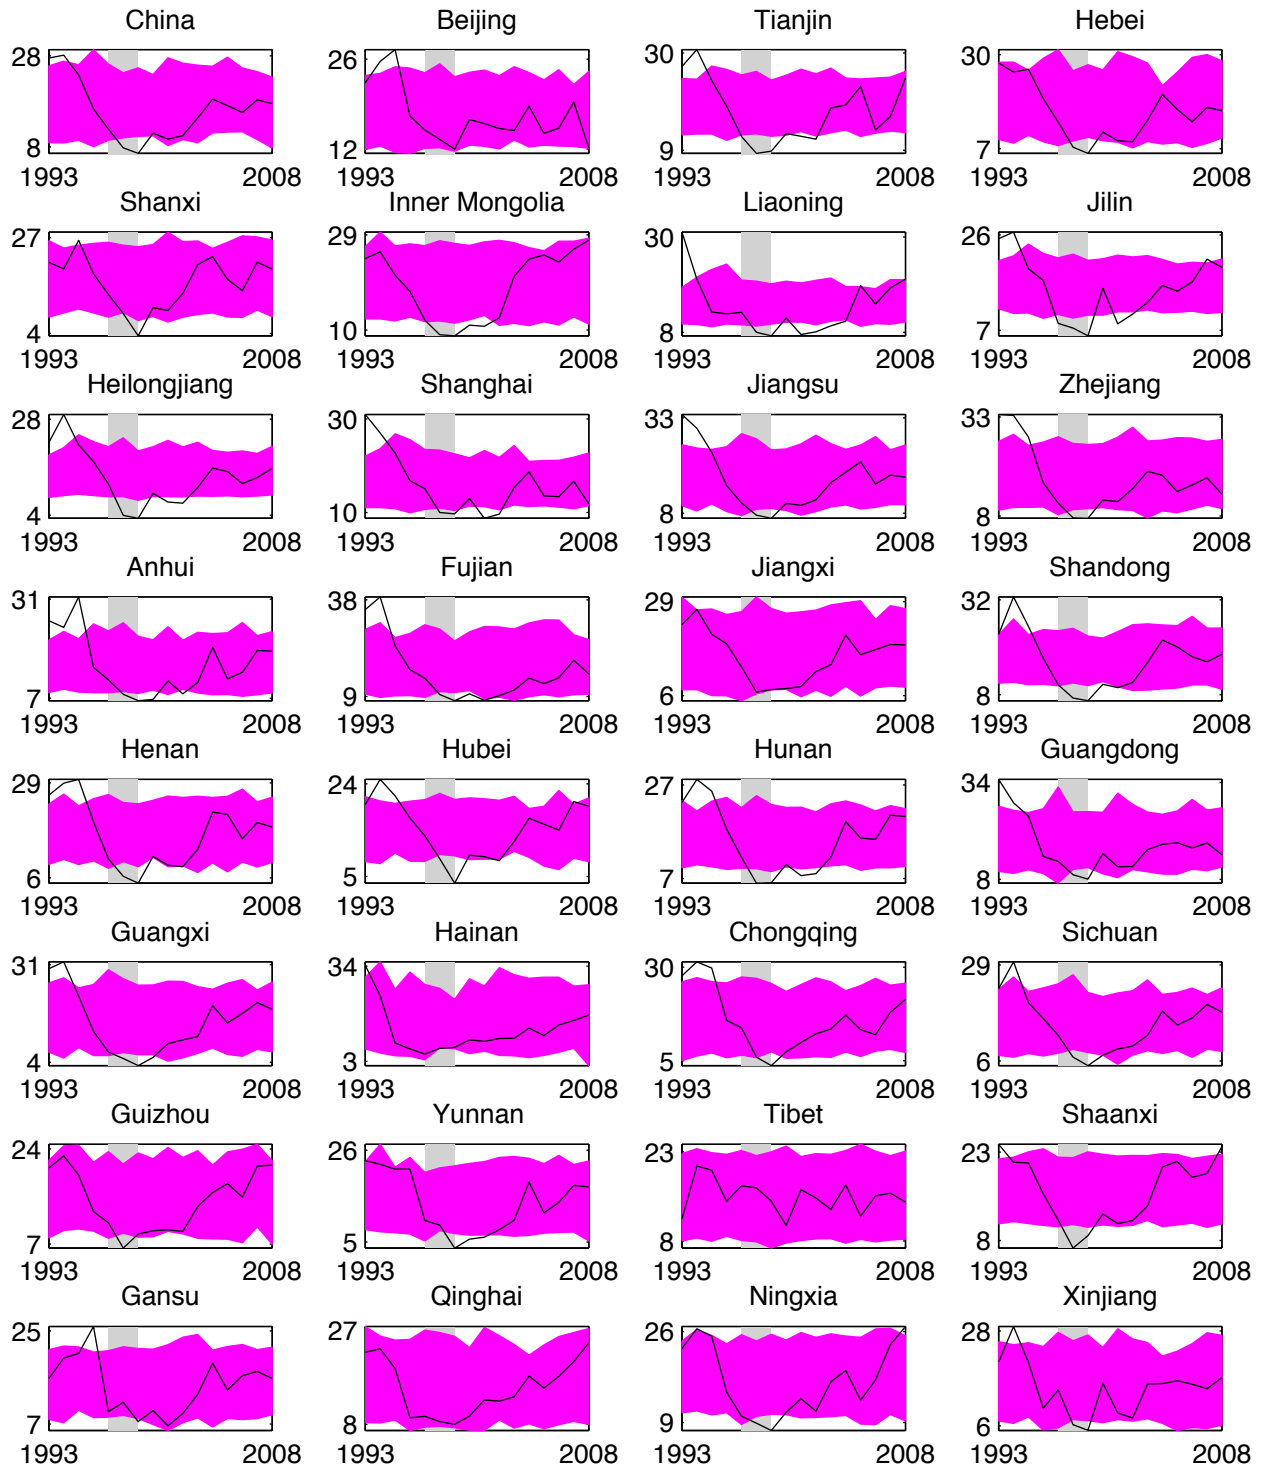 China Beijing Tianjin Hebei
28 26 30 30
8 12 9 7
1993 2008 1993 2008 1993 2008 1993 2008
Shanxi Inner Mongolia Liaoning Jilin
27 29 30 26
4 10 8 7
1993 2008 1993 2008 1993 2008 1993 2008
Heilongjiang Shanghai Jiangsu Zhejiang
28 30 33 33
4 10 8 8
1993 2008 1993 2008 1993 2008 1993 2008
Anhui Fujian Jiangxi Shandong
31 38 29 32
7 9 6 8
1993 2008 1993 2008 1993 2008 1993 2008
Henan Hubei Hunan Guangdong
29 24 27 34
6 5 7 8
1993 2008 1993 2008 1993 2008 1993 2008
Guangxi Hainan Chongqing Sichuan
31 34 30 29
4 3 5 6
1993 2008 1993 2008 1993 2008 1993 2008
Guizhou Yunnan Tibet Shaanxi
24 26 23 23
7 5 8 8
1993 2008 1993 2008 1993 2008 1993 2008
Gansu Qinghai Ningxia Xinjiang
25 27 26 28
7 8 9 6
1993 2008 1993 2008 1993 2008 1993 2008